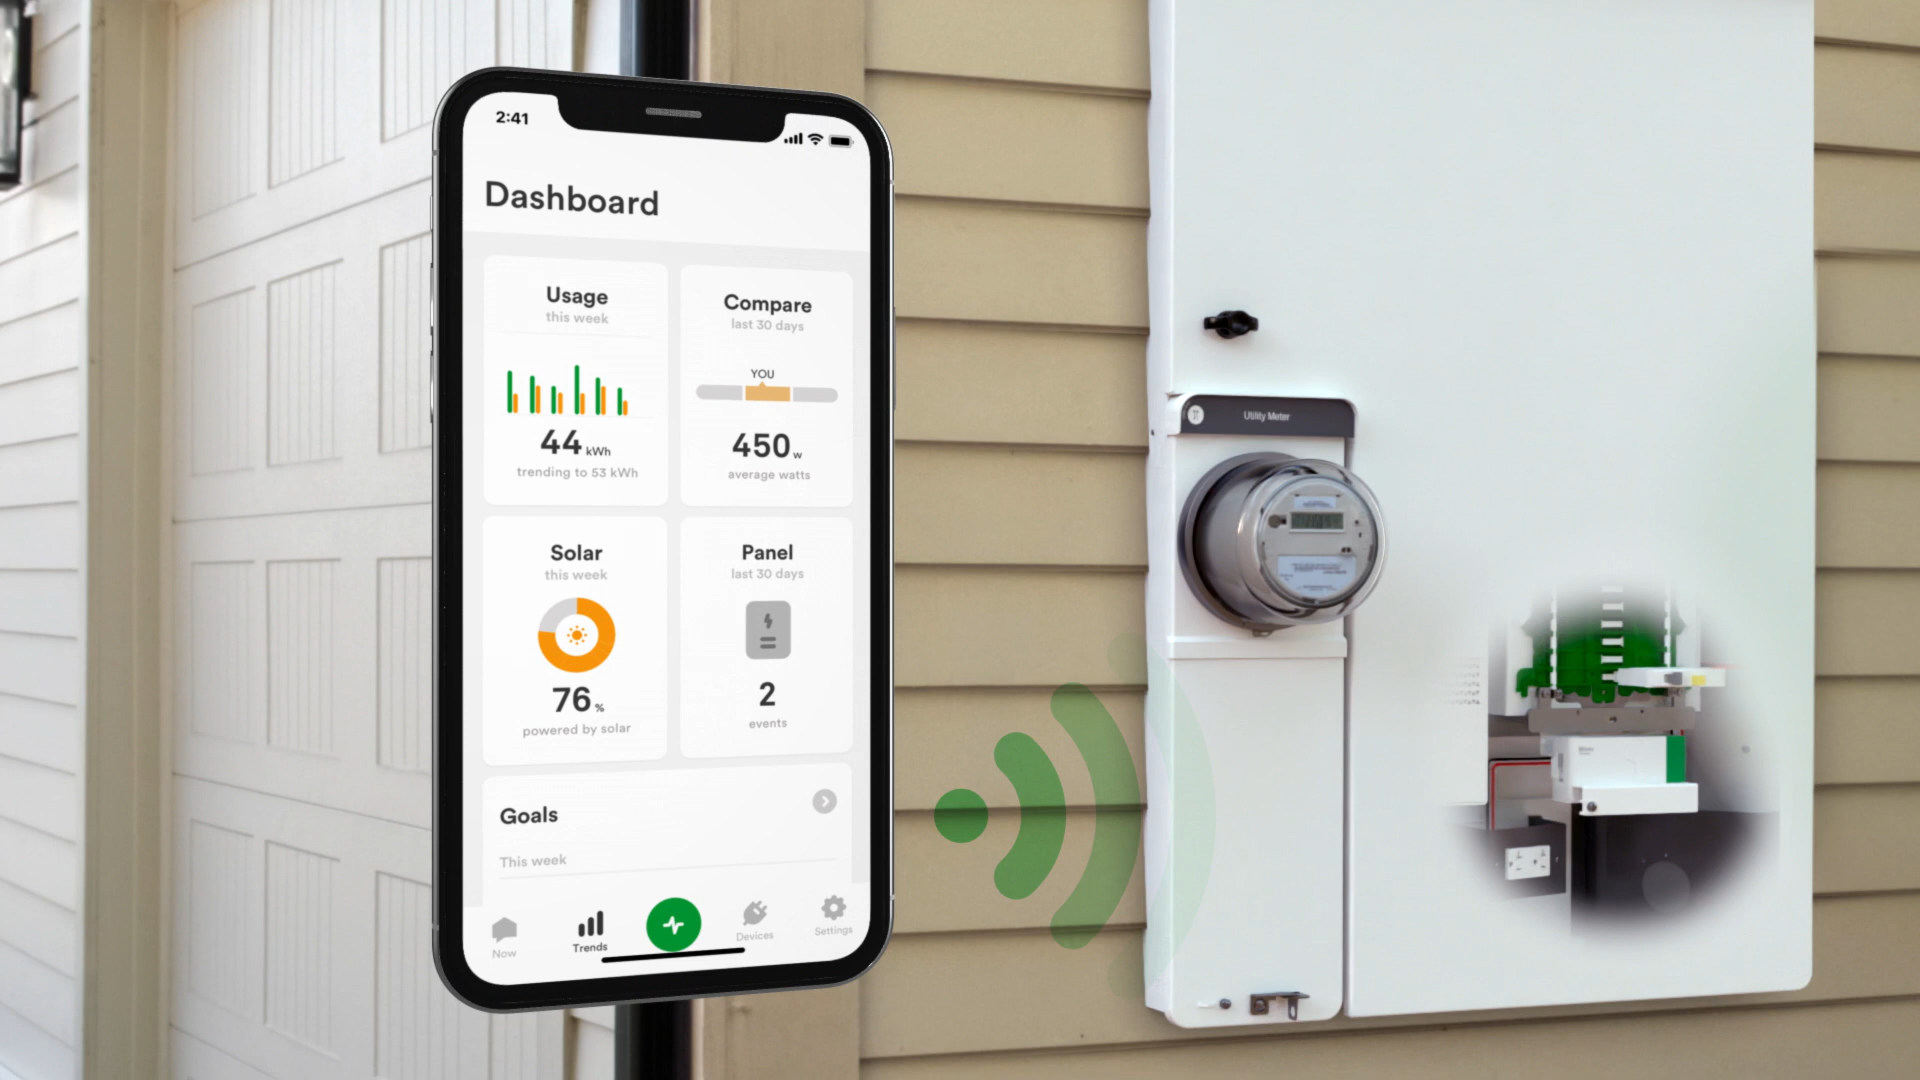 2:41
Dashboard
Usage
this week
44 kWh
trending to 53 kWh
Compare
last 30 days
YOU
450 w
average watts
Solar
this week
76 %
powered by solar
Panel
last 30 days
2
events
Goals
This week
Now
Trends
Devices
Settings
Utility Meter